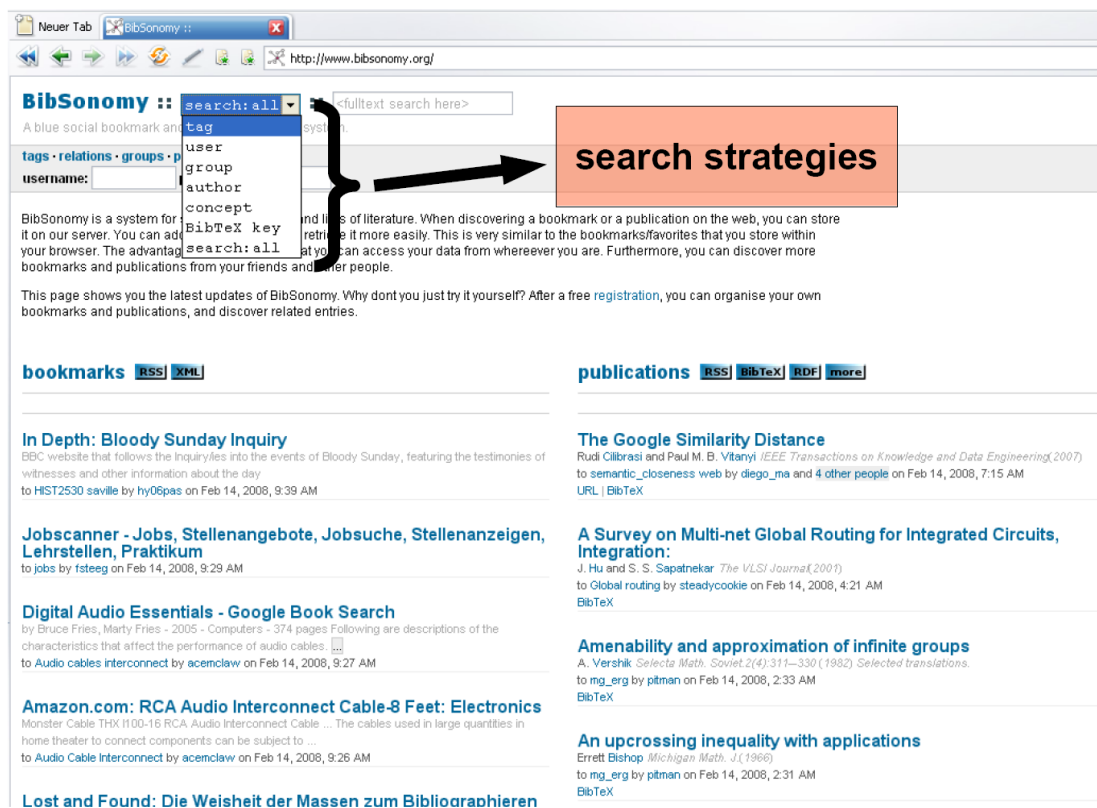 Neuer Tab
BibSonomy ::
http://www.bibsonomy.org/
BibSonomy :: search:all :: <fulltext search here>
A blue social bookmark and system.
tag
user
group
author
concept
BibTeX key
search:all
search strategies
tags · relations · groups · p
username:
BibSonomy is a system for and li of literature. When discovering a bookmark or a publication on the web, you can store
it on our server. You can add retrieve it more easily. This is very similar to the bookmarks/favorites that you store within
your browser. The advantag at you can access your data from whereever you are. Furthermore, you can discover more
bookmarks and publications from your friends and other people.
This page shows you the latest updates of BibSonomy. Why dont you just try it yourself? After a free registration, you can organise your own
bookmarks and publications, and discover related entries.
bookmarks RSS XML
In Depth: Bloody Sunday Inquiry
BBC website that follows the Inquiry/ies into the events of Bloody Sunday, featuring the testimonies of
witnesses and other information about the day
to HIST2530 saville by hy06pas on Feb 14, 2008, 9:39 AM
Jobscanner - Jobs, Stellenangebote, Jobsuche, Stellenanzeigen,
Lehrstellen, Praktikum
to jobs by fsteeg on Feb 14, 2008, 9:29 AM
Digital Audio Essentials - Google Book Search
by Bruce Fries, Marty Fries - 2005 - Computers - 374 pages Following are descriptions of the
characteristics that affect the performance of audio cables. ...
to Audio cables interconnect by acemclaw on Feb 14, 2008, 9:27 AM
Amazon.com: RCA Audio Interconnect Cable-8 Feet: Electronics
Monster Cable THX I100-16 RCA Audio Interconnect Cable ... The cables used in large quantities in
home theater to connect components can be subject to ...
to Audio Cable Interconnect by acemclaw on Feb 14, 2008, 9:26 AM
Lost and Found: Die Weisheit der Massen zum Bibliographieren
publications RSS BibTeX RDF more
The Google Similarity Distance
Rudi Cilibrasi and Paul M. B. Vitanyi IEEE Transactions on Knowledge and Data Engineering(2007)
to semantic_closeness web by diego_ma and 4 other people on Feb 14, 2008, 7:15 AM
URL | BibTeX
A Survey on Multi-net Global Routing for Integrated Circuits,
Integration:
J. Hu and S. S. Sapatnekar The VLSI Journal(2001)
to Global routing by steadycookie on Feb 14, 2008, 4:21 AM
BibTeX
Amenability and approximation of infinite groups
A. Vershik Selecta Math. Soviet.2(4):311—330 (1982) Selected translations.
to mg_erg by pitman on Feb 14, 2008, 2:33 AM
BibTeX
An upcrossing inequality with applications
Errett Bishop Michigan Math. J.(1966)
to mg_erg by pitman on Feb 14, 2008, 2:31 AM
BibTeX